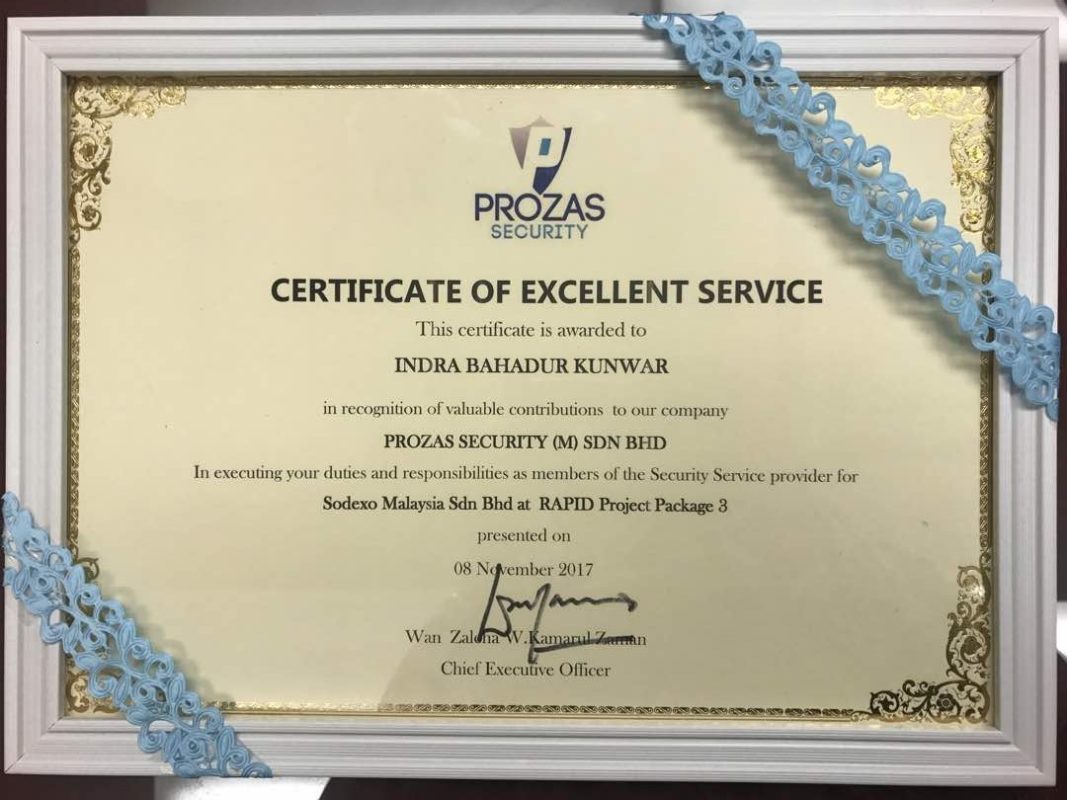 P
PROZAS
SECURITY
CERTIFICATE OF EXCELLENT SERVICE
This certificate is awarded to
INDRA BAHADUR KUNWAR
in recognition of valuable contributions to our company
PROZAS SECURITY (M) SDN BHD
In executing your duties and responsibilities as members of the Security Service provider for
Sodexo Malaysia Sdn Bhd at RAPID Project Package 3
presented on
08 November 2017
Wan Zaleha W.Kamarul Zaman
Chief Executive Officer